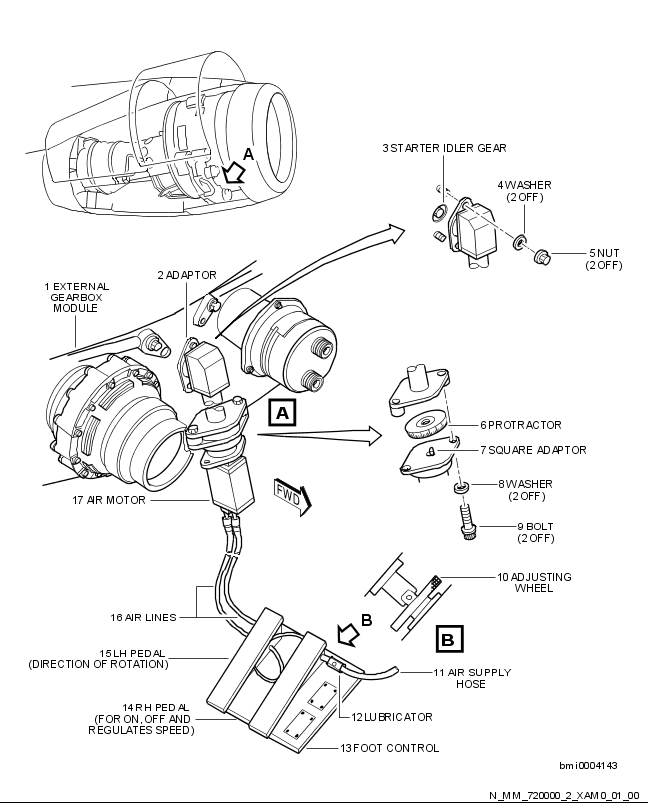 A
3 STARTER IDLER GEAR
4 WASHER
(2 OFF)
5 NUT
(2 OFF)
2 ADAPTOR
1 EXTERNAL
GEARBOX
MODULE
A
6 PROTRACTOR
7 SQUARE ADAPTOR
8 WASHER
(2 OFF)
9 BOLT
(2 OFF)
17 AIR MOTOR
FWD
10 ADJUSTING
WHEEL
16 AIR LINES
B
B
15 LH PEDAL
(DIRECTION OF ROTATION)
11 AIR SUPPLY
HOSE
14 RH PEDAL
(FOR ON, OFF AND
REGULATES SPEED)
12 LUBRICATOR
13 FOOT CONTROL
bmi0004143
N_MM_720000_2_XAM0_01_00